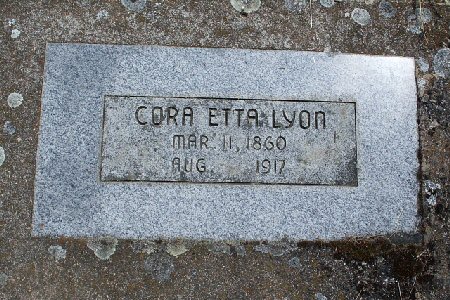 CORA ETTA LYON
MAR. 11, 1860
AUG. 1917